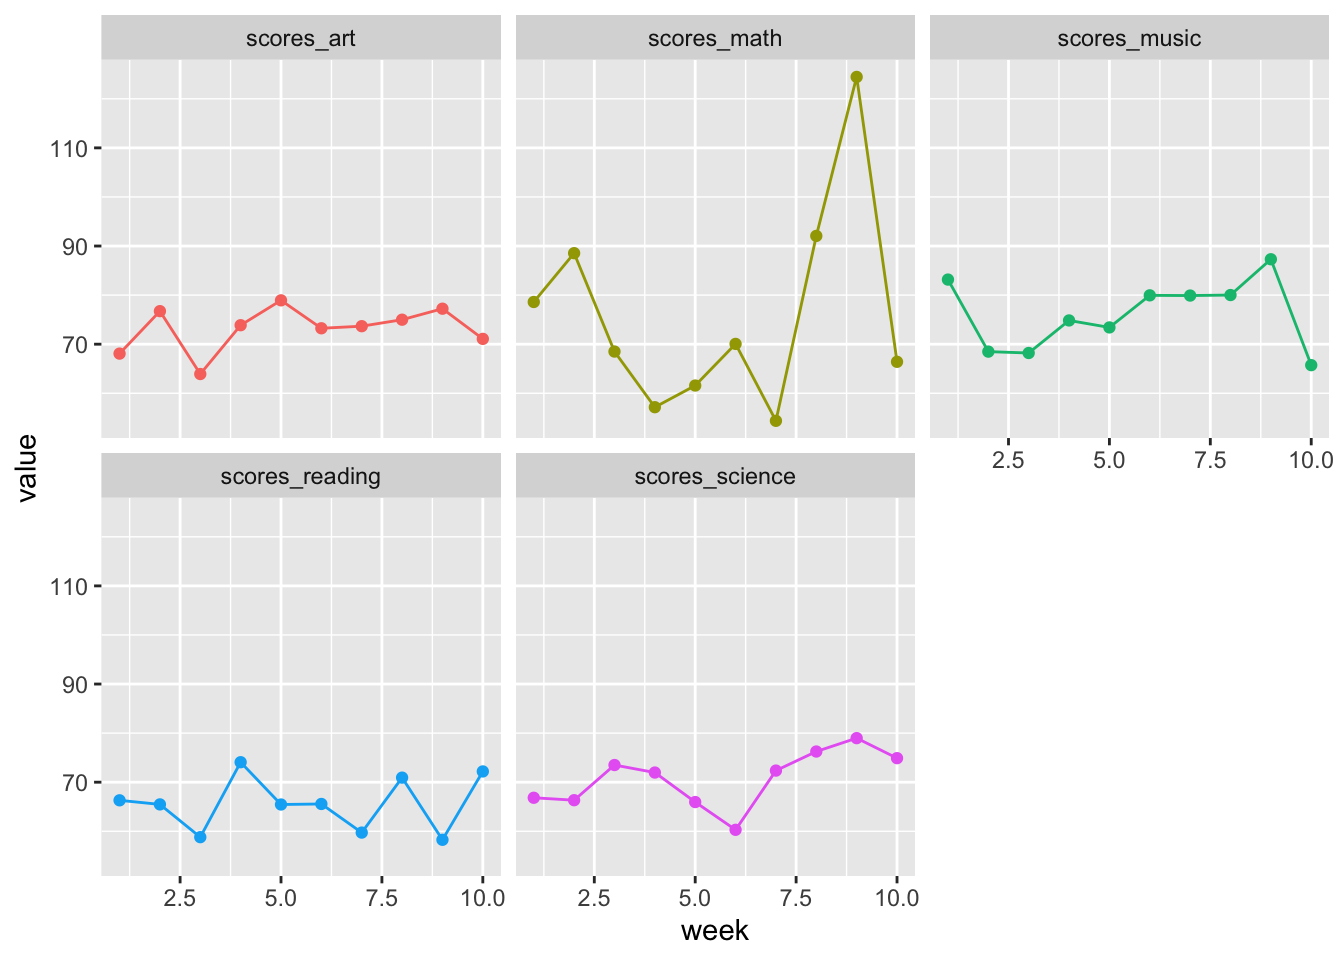 scores_art
scores_math
scores_music
110
90
70
2.5 5.0 7.5 10.0
value
scores_reading
scores_science
110
90
70
2.5 5.0 7.5 10.0
2.5 5.0 7.5 10.0
week